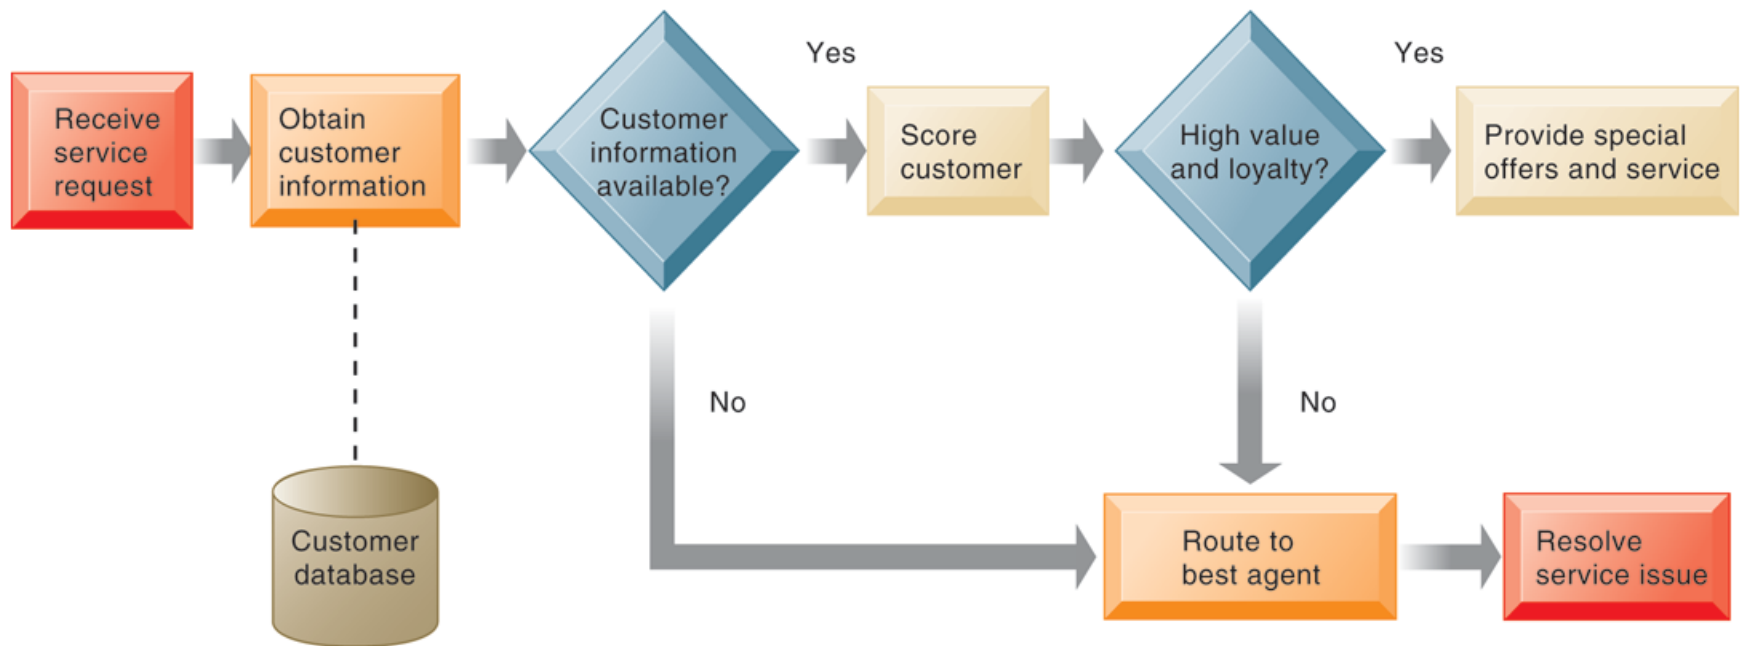 Receive
service
request
Obtain
customer
information
Customer
information
available?
Yes
Score
customer
High value
and loyalty?
Yes
Provide special
offers and service
No
No
Customer
database
Route to
best agent
Resolve
service issue